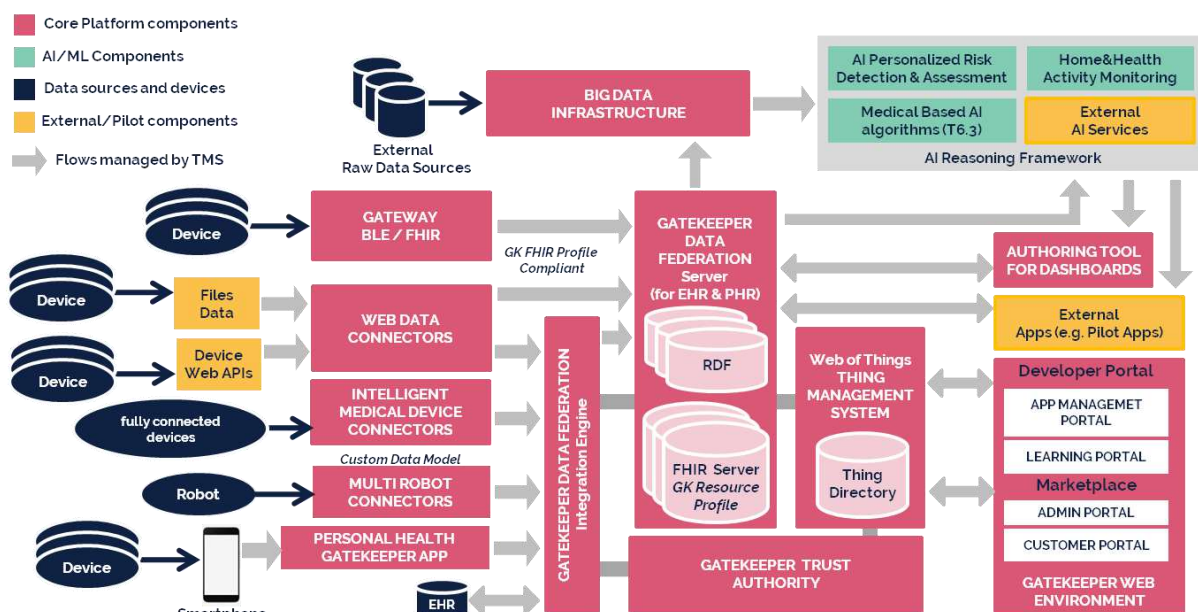 Core Platform components
AI/ML Components
Data sources and devices
External/Pilot components
Flows managed by TMS
External
Raw Data Sources
BIG DATA
INFRASTRUCTURE
AI Personalized Risk
Detection & Assessment
Home&Health
Activity Monitoring
Medical Based AI
algorithms (T6.3)
External
AI Services
AI Reasoning Framework
Device
GATEWAY
BLE / FHIR
GK FHIR Profile
Compliant
GATEKEEPER
DATA
FEDERATION
Server
(for EHR & PHR)
RDF
FHIR Server
GK Resource
Profile
AUTHORING TOOL
FOR DASHBOARDS
External
Apps (e.g. Pilot Apps)
Device
Files
Data
WEB DATA
CONNECTORS
Device
Device
Web APIs
fully connected
devices
INTELLIGENT
MEDICAL DEVICE
CONNECTORS
Custom Data Model
Robot
MULTI ROBOT
CONNECTORS
Device
Smartphone
PERSONAL HEALTH
GATEKEEPER APP
EHR
GATEKEEPER DATA FEDERATION
Integration Engine
Web of Things
THING
MANAGEMENT
SYSTEM
Thing
Directory
GATEKEEPER TRUST
AUTHORITY
Developer Portal
APP MANAGEMET
PORTAL
LEARNING PORTAL
Marketplace
ADMIN PORTAL
CUSTOMER PORTAL
GATEKEEPER WEB
ENVIRONMENT